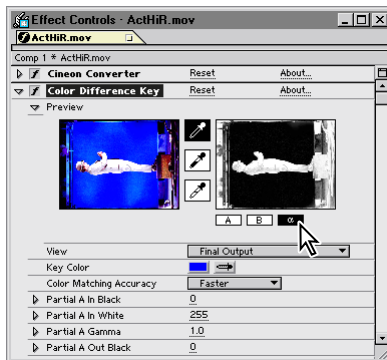 Effect Controls · ActHiR.mov
ActHiR.mov
Comp 1 * ActHiR.mov
Cineon Converter Reset About...
Color Difference Key Reset About...
Preview
A B α
View Final Output
Key Color
Color Matching Accuracy Faster
Partial A In Black 0
Partial A In White 255
Partial A Gamma 1.0
Partial A Out Black 0